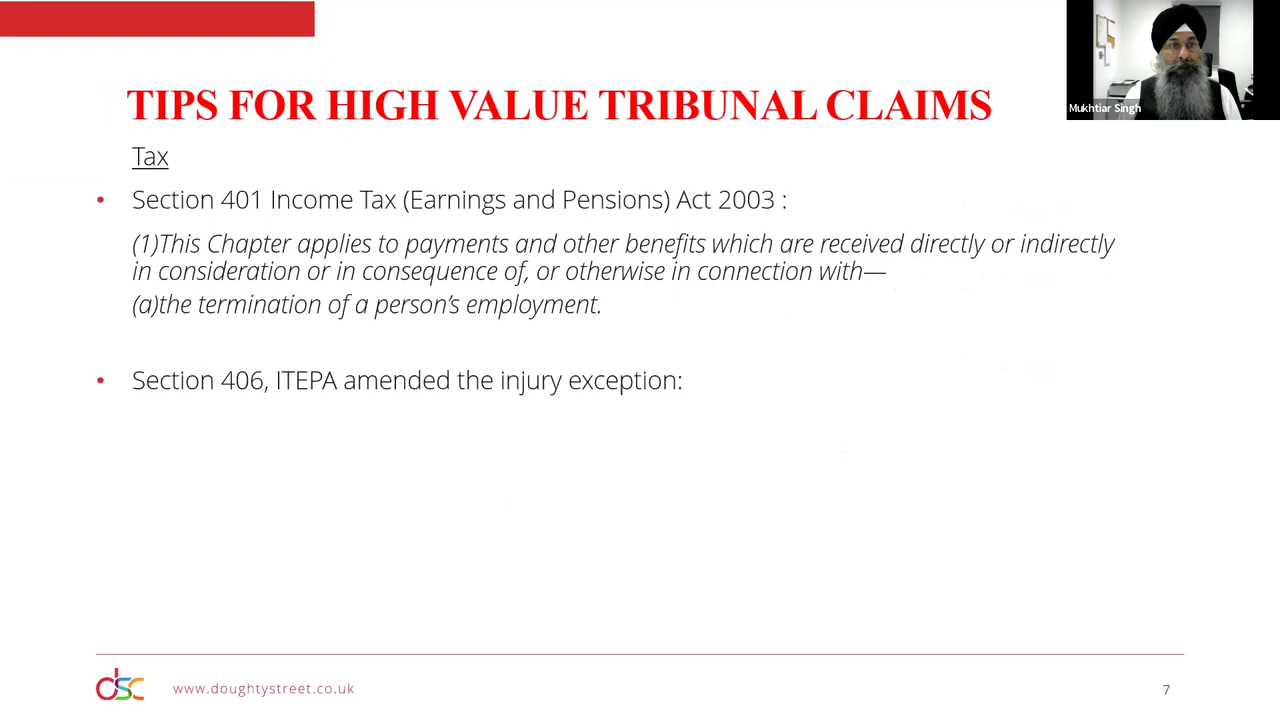 TIPS FOR HIGH VALUE TRIBUNAL CLAIMS
Mukhtiar Singh
Tax
• Section 401 Income Tax (Earnings and Pensions) Act 2003 :
(1)This Chapter applies to payments and other benefits which are received directly or indirectly
in consideration or in consequence of, or otherwise in connection with—
(a)the termination of a person's employment.
• Section 406, ITEPA amended the injury exception:
dsc
www.doughtystreet.co.uk
7